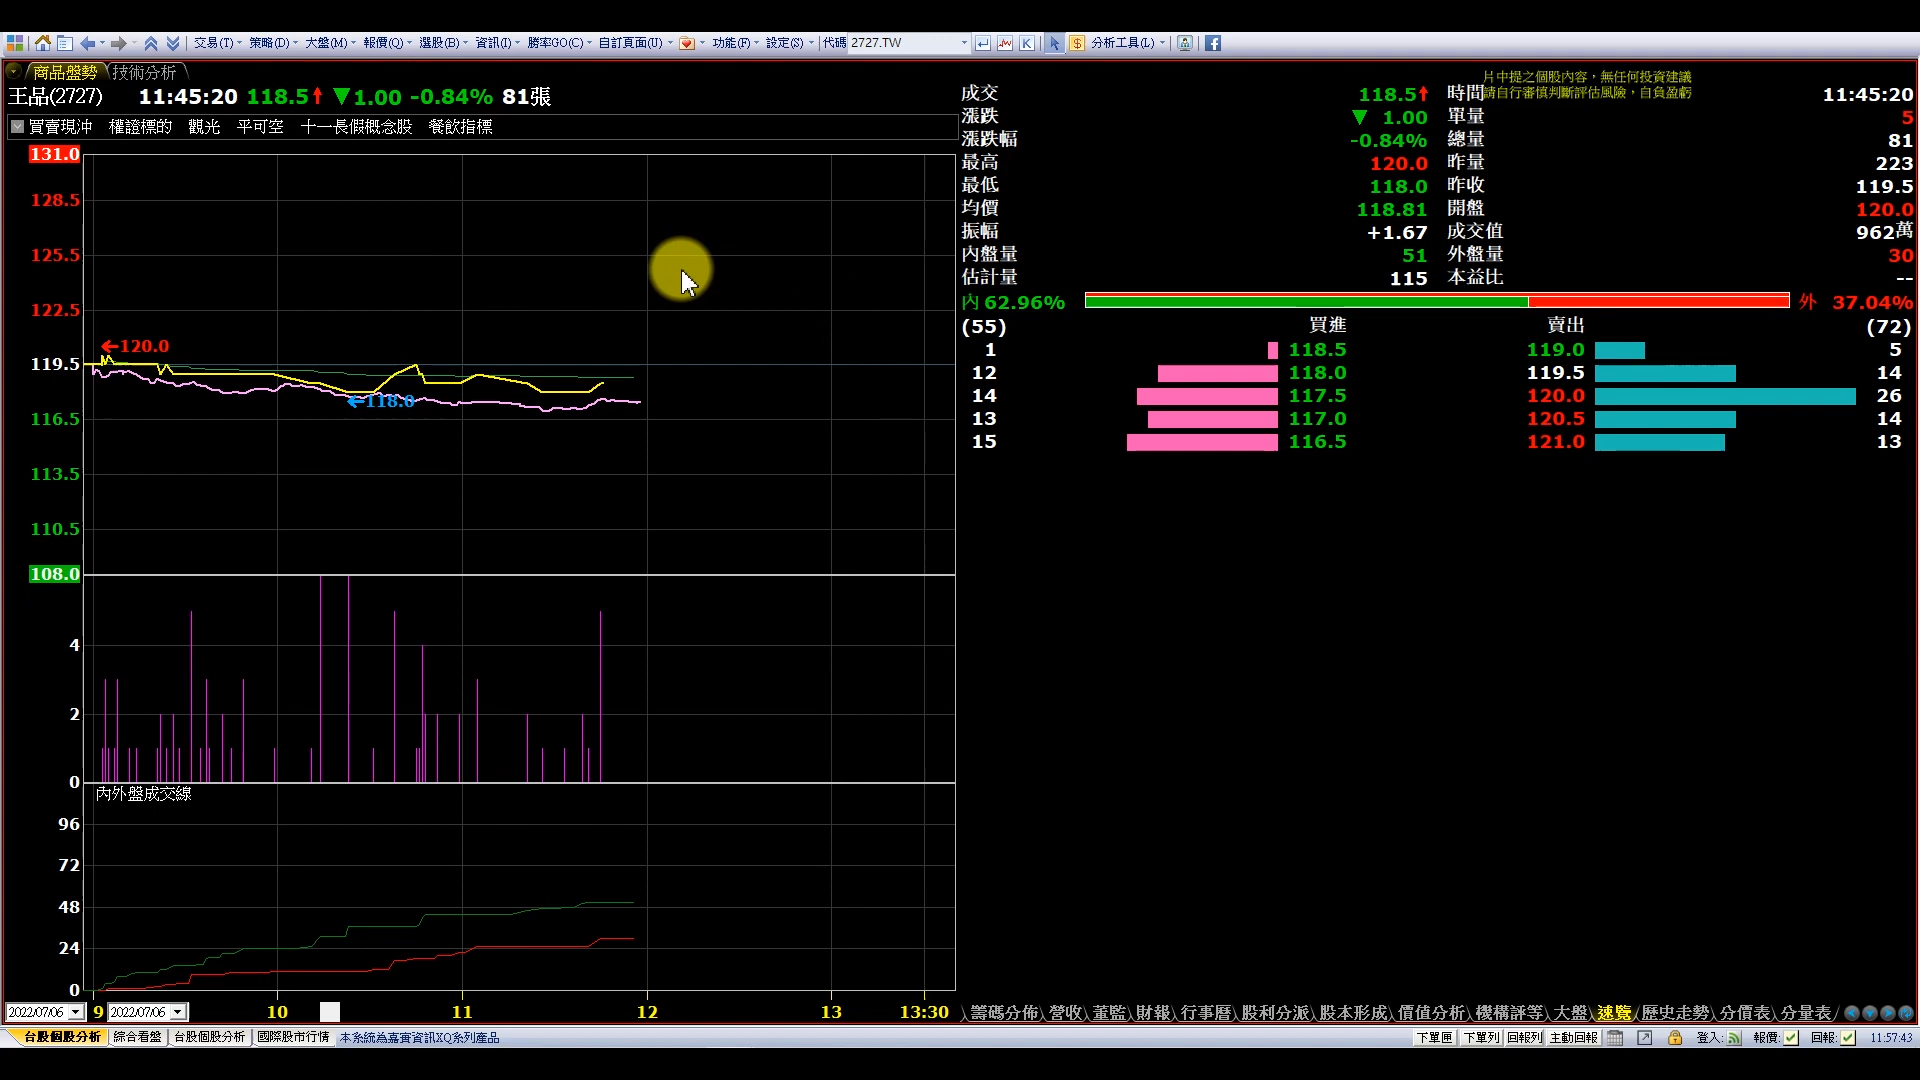 交易(T) 策略(D) 大盤(M) 報價(Q) 選股(B) 資訊(I) 勝率GO(C) 自訂頁面(U) 功能(F) 設定(S) 代碼 2727.TW K $ 分析工具(L)
商品盤勢 技術分析
王品(2727) 11:45:20 118.5 ▼1.00 -0.84% 81張
買賣現沖 權證標的 觀光 平可空 十一長假概念股 餐飲指標
131.0
128.5
125.5
122.5
←120.0
119.5
←118.0
116.5
113.5
110.5
108.0
4
2
0
內外盤成交線
96
72
48
24
0
2022/07/06 9 2022/07/06 10 11 12 13 13:30
片中提之個股內容，無任何投資建議
請自行審慎判斷評估風險，自負盈虧
成交 118.5 時間 11:45:20
漲跌 ▼ 1.00 單量 5
漲跌幅 -0.84% 總量 81
最高 120.0 昨量 223
最低 118.0 昨收 119.5
均價 118.81 開盤 120.0
振幅 +1.67 成交值 962萬
內盤量 51 外盤量 30
估計量 115 本益比 --
內 62.96% 外 37.04%
(55) 買進 賣出 (72)
1 118.5 119.0 5
12 118.0 119.5 14
14 117.5 120.0 26
13 117.0 120.5 14
15 116.5 121.0 13
籌碼分佈 營收 董監 財報 行事曆 股利分派 股本形成 價值分析 機構評等 大盤 速覽 歷史走勢 分價表 分量表
台股個股分析 綜合看盤 台股個股分析 國際股市行情 本系統為嘉實資訊XQ系列產品 下單匣 下單列 回報列 主動回報 登入: 報價: 回報: 11:57:43